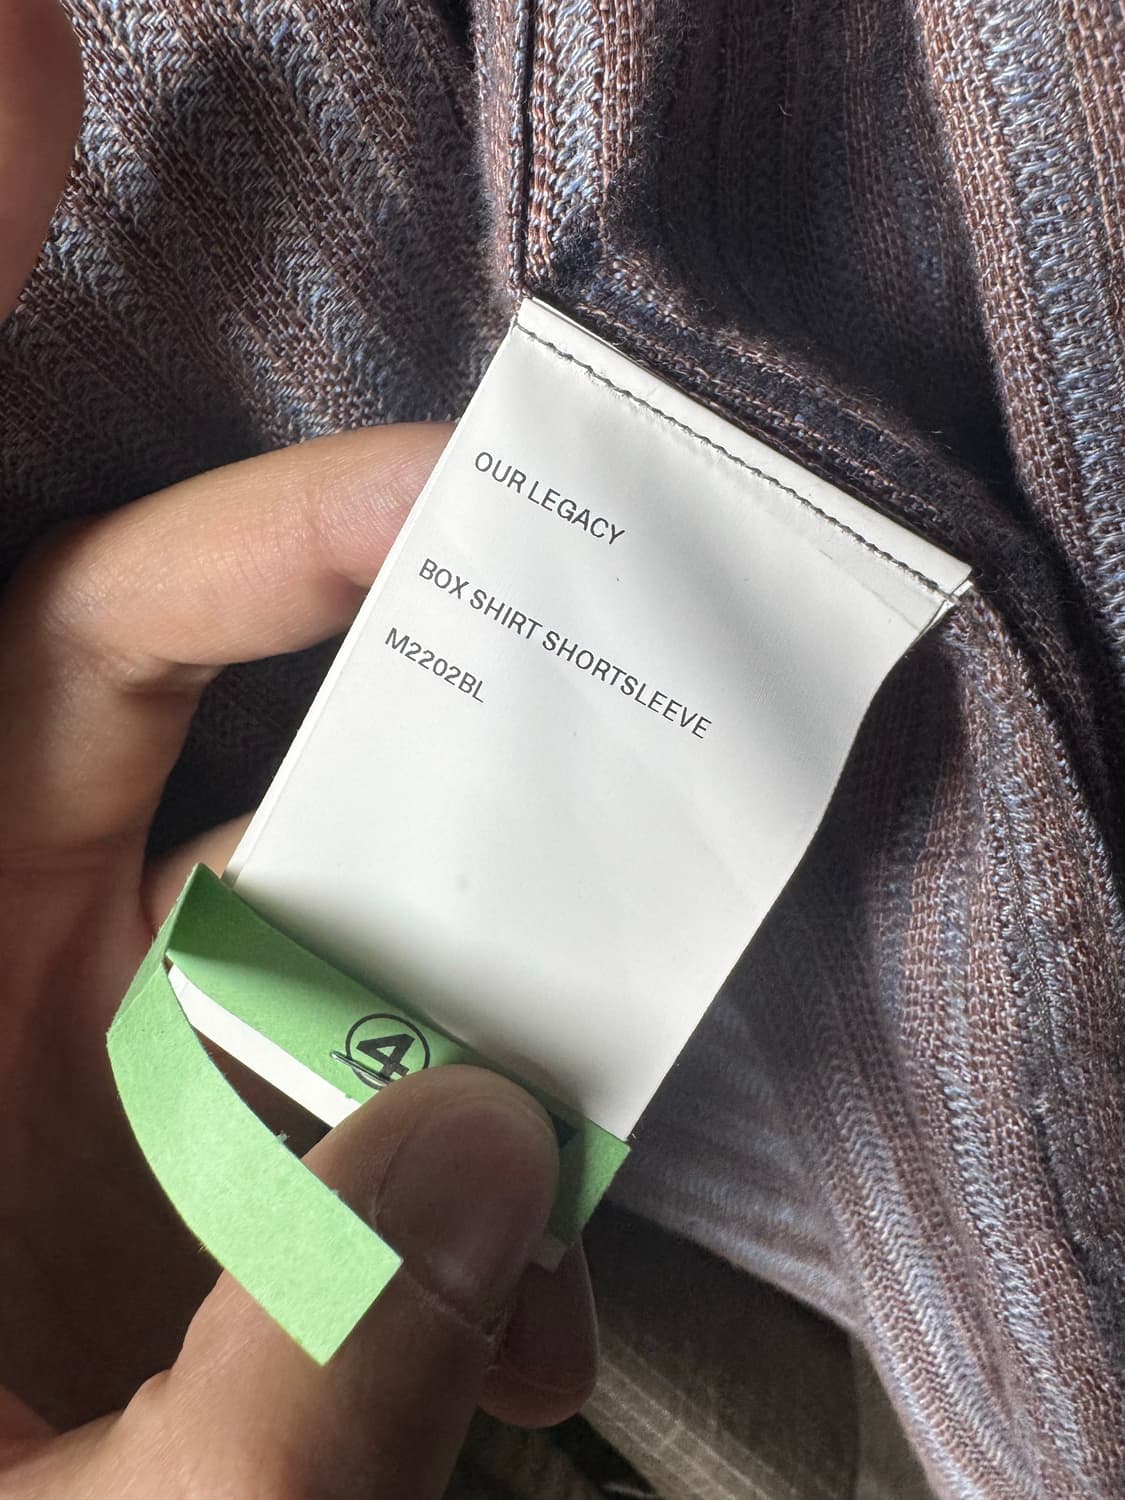 OUR LEGACY
BOX SHIRT SHORTSLEEVE
M2202BL
4